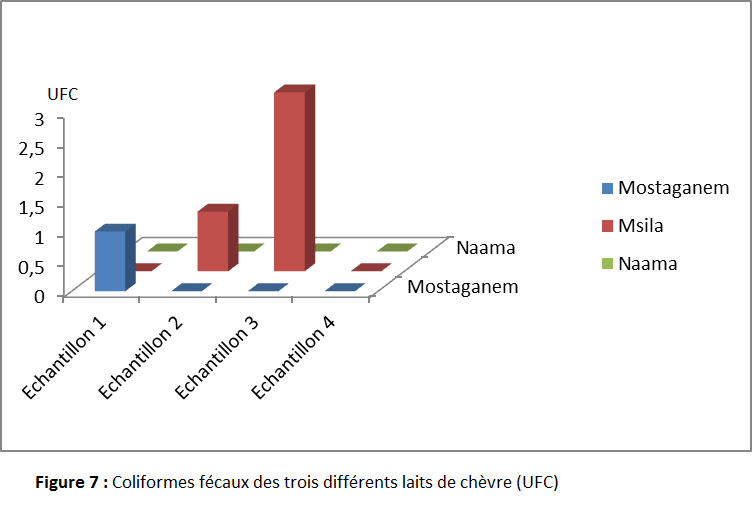 UFC
3
2,5
2
1,5
1
0,5
0
Echantillon 1
Echantillon 2
Echantillon 3
Echantillon 4
Naama
Mostaganem
Mostaganem
Msila
Naama
Figure 7 : Coliformes fécaux des trois différents laits de chèvre (UFC)